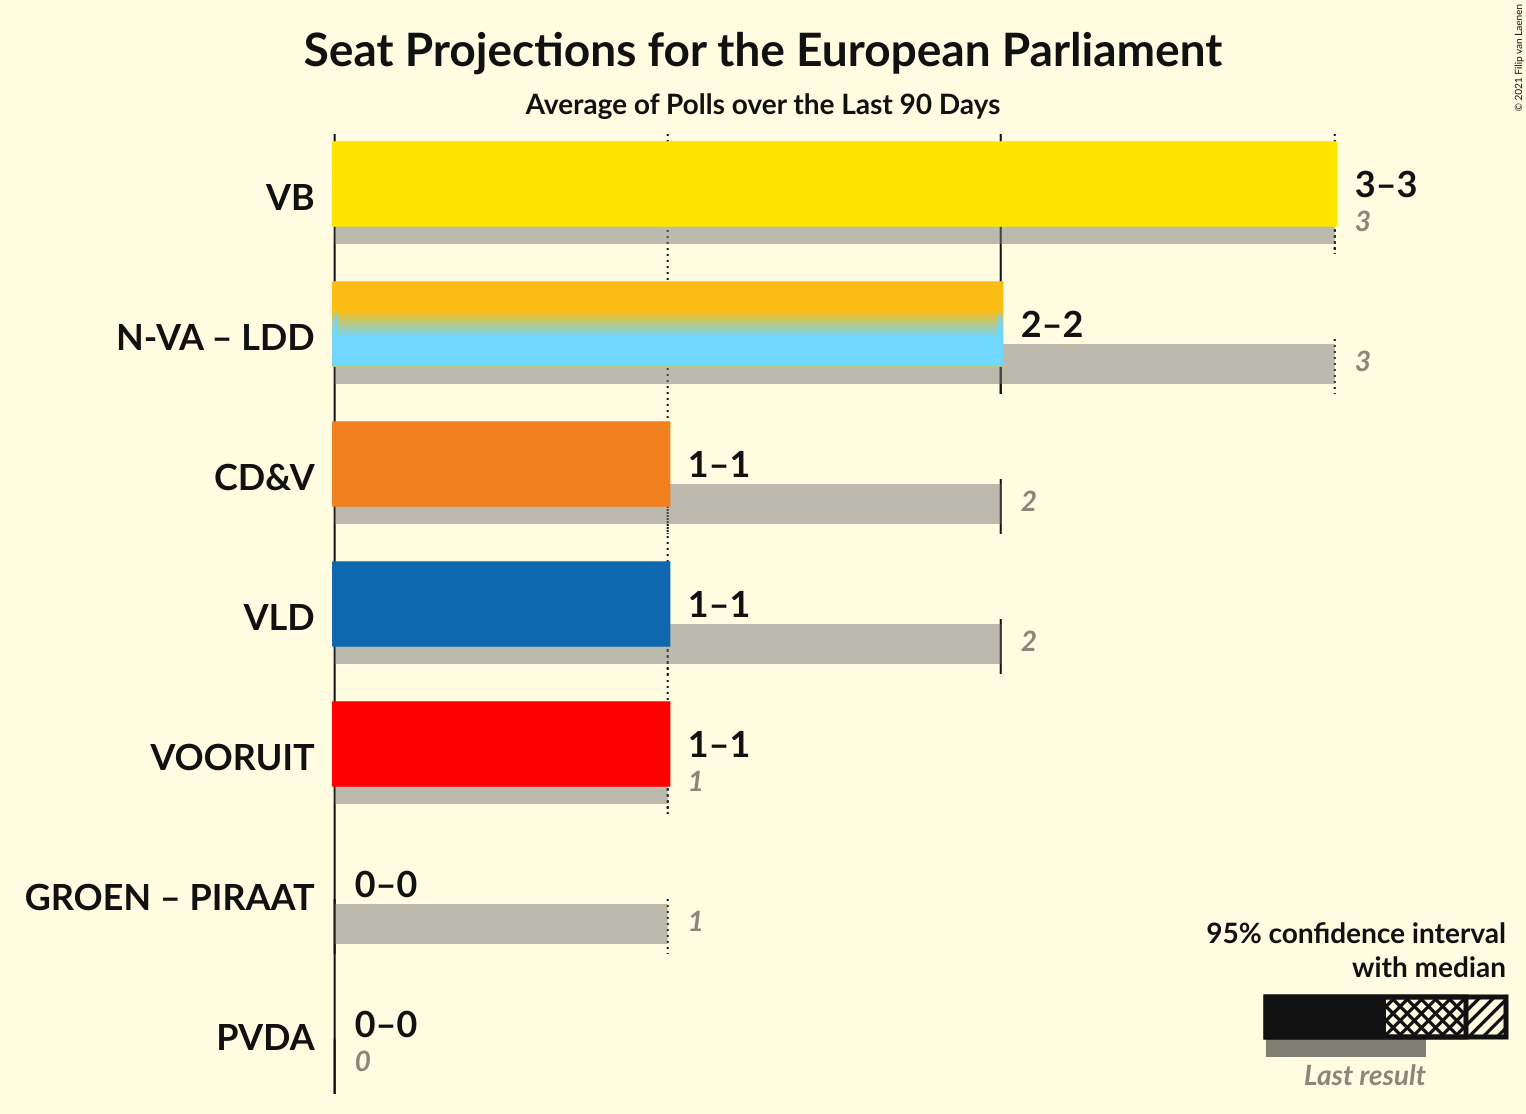 Seat Projections for the European Parliament
Average of Polls over the Last 90 Days
© 2021 Filip van Laenen
VB
3–3
3
N-VA – LDD
2–2
3
CD&V
1–1
2
VLD
1–1
2
VOORUIT
1–1
1
GROEN – PIRAAT
0–0
1
PVDA
0–0
0
95% confidence interval
with median
Last result